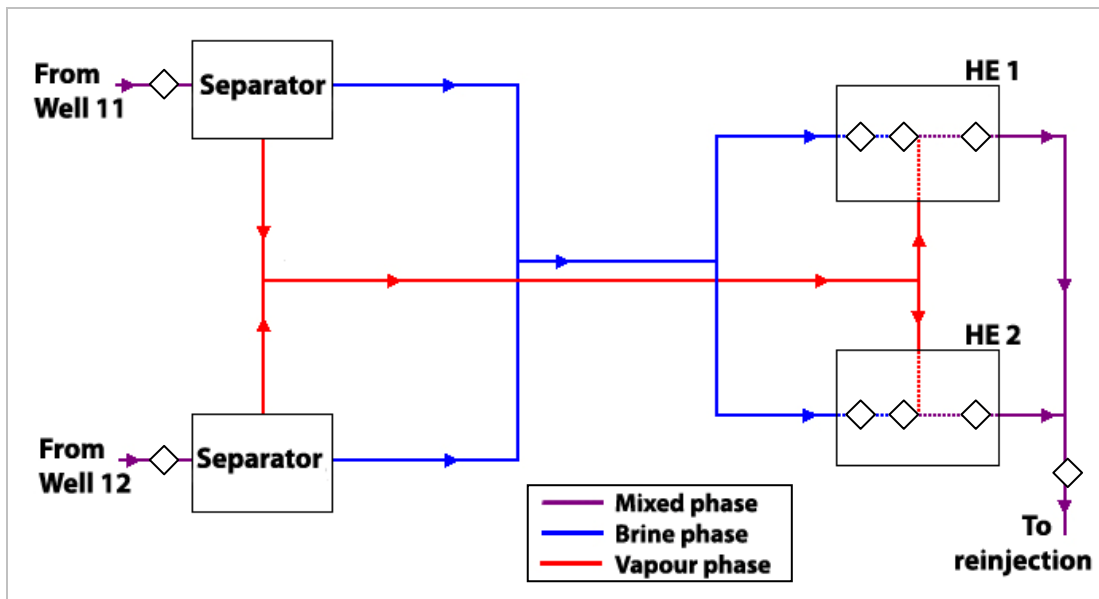 From
Well 11
Separator
HE 1
HE 2
From
Well 12
Separator
Mixed phase
Brine phase
Vapour phase
To
reinjection